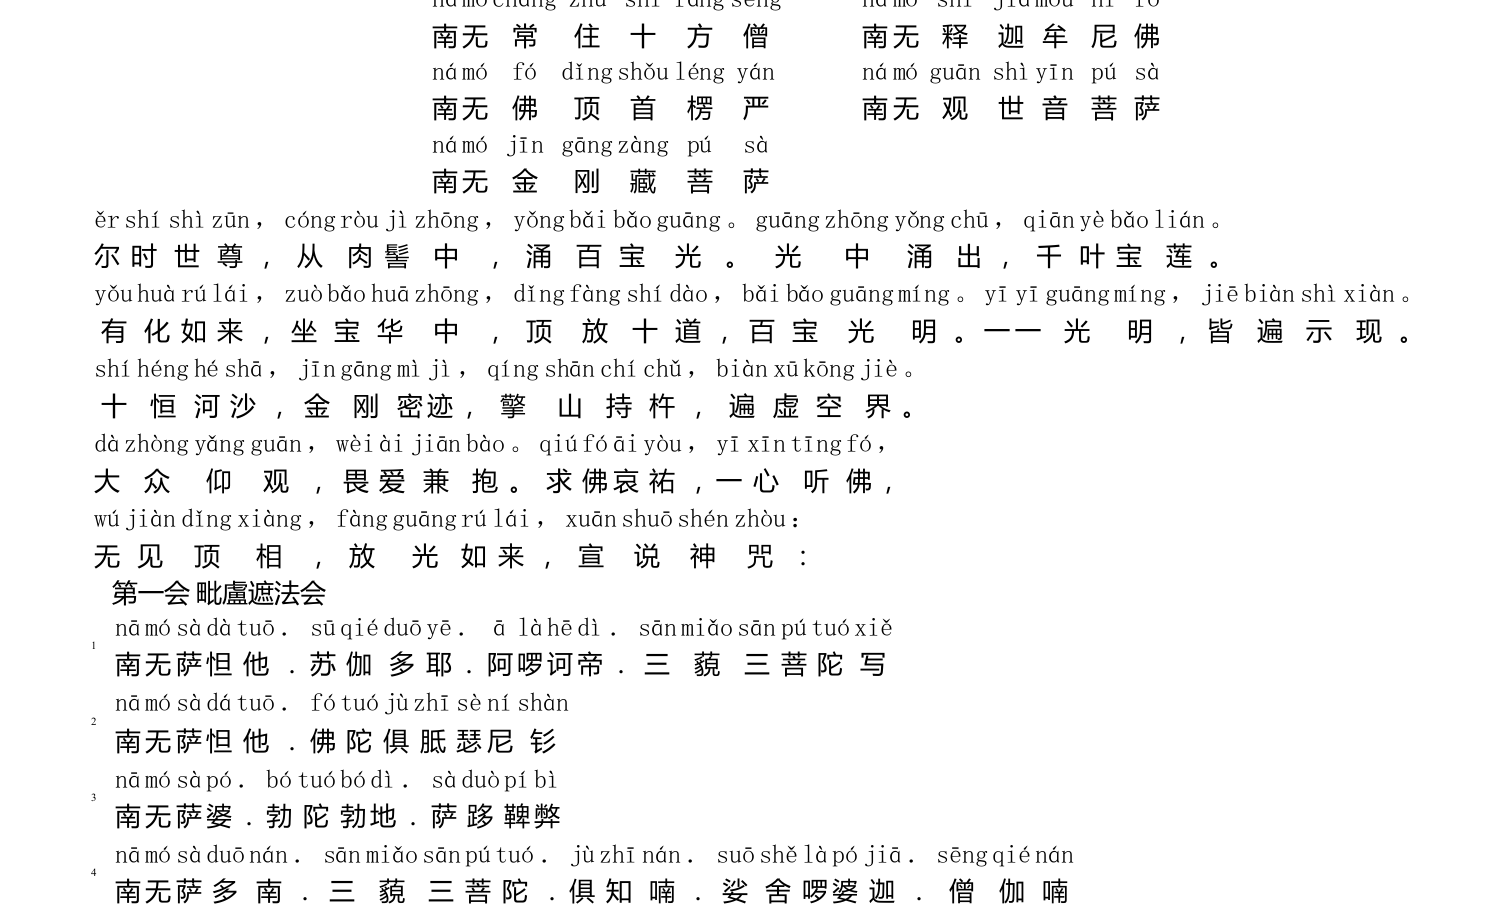 námó cháng zhù shí fāng sēng námó shì jiāmóu ní fó
南无常住十方僧 南无释迦牟尼佛
námó fó dǐng shǒu léng yán námó guān shì yīn pú sà
南无佛顶首楞严 南无观世音菩萨
námó jīn gāng zàng pú sà
南无金刚藏菩萨
ěr shí shì zūn，cóng ròu jì zhōng，yǒng bǎi bǎo guāng。guāng zhōng yǒng chū，qiān yè bǎo lián。
尔时世尊，从肉髻中，涌百宝光。光中涌出，千叶宝莲。
yǒu huà rú lái，zuò bǎo huā zhōng，dǐng fàng shí dào，bǎi bǎo guāng míng。yī yī guāng míng，jiē biàn shì xiàn。
有化如来，坐宝华中，顶放十道，百宝光明。一一光明，皆遍示现。
shí héng hé shā，jīn gāng mì jì，qíng shān chí chǔ，biàn xū kōng jiè。
十恒河沙，金刚密迹，擎山持杵，遍虚空界。
dà zhòng yǎng guān，wèi ài jiān bào。qiú fó āi yòu，yī xīn tīng fó，
大众仰观，畏爱兼抱。求佛哀祐，一心听佛，
wú jiàn dǐng xiàng，fàng guāng rú lái，xuān shuō shén zhòu：
无见顶相，放光如来，宣说神咒：
第一会 毗盧遮法会
nā mó sà dà tuō． sū qié duō yē． ā là hē dì． sān miǎo sān pú tuó xiě
1 南无萨怛他．苏伽多耶．阿啰诃帝．三藐三菩陀写
nā mó sà dá tuō． fó tuó jù zhī sè ní shàn
2 南无萨怛他．佛陀俱胝瑟尼钐
nā mó sà pó． bó tuó bó dì． sà duò pí bì
3 南无萨婆．勃陀勃地．萨跢鞞弊
nā mó sà duō nán． sān miǎo sān pú tuó． jù zhī nán． suō shě là pó jiā． sēng qié nán
4 南无萨多南．三藐三菩陀．俱知喃．娑舍啰婆迦．僧伽喃